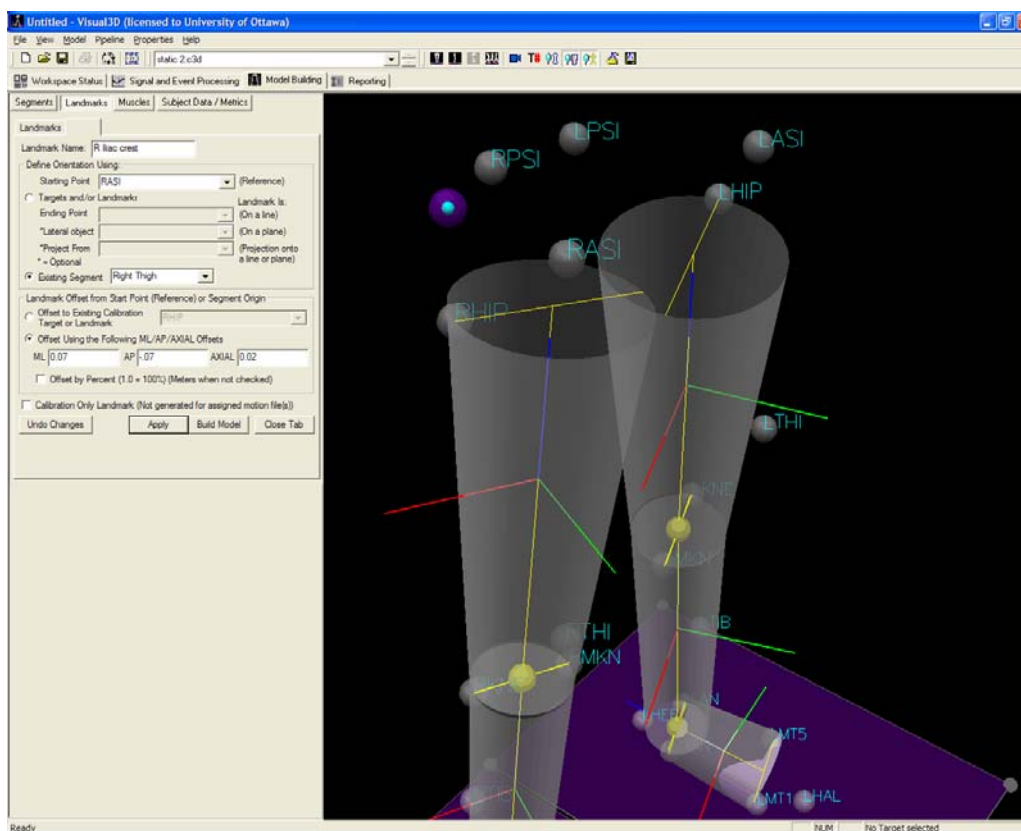 Untitled - Visual3D (licensed to University of Ottawa)
File View Model Pipeline Properties Help
static 2.c3d
Workspace Status Signal and Event Processing Model Building Reporting
Segments Landmarks Muscles Subject Data / Metrics
Landmarks
Landmark Name: R Iliac crest
Define Orientation Using:
Starting Point RASI (Reference)
Targets and/or Landmarks Landmark Is:
Ending Point (On a line)
*Lateral object (On a plane)
*Project From (Projection onto
* = Optional a line or plane)
Existing Segment Right Thigh
Landmark Offset from Start Point (Reference) or Segment Origin
Offset to Existing Calibration
Target or Landmark RHIP
Offset Using the Following ML/AP/AXIAL Offsets
ML 0.07 AP -.07 AXIAL 0.02
Offset by Percent (1.0 = 100%) (Meters when not checked)
Calibration Only Landmark (Not generated for assigned motion file(s))
Undo Changes Apply Build Model Close Tab
LPSI
LASI
RPSI
LHIP
RASI
RHIP
LTHI
RTHI
RMKN
LMT5
LMT1 LHAL
Ready NUM No Target selected